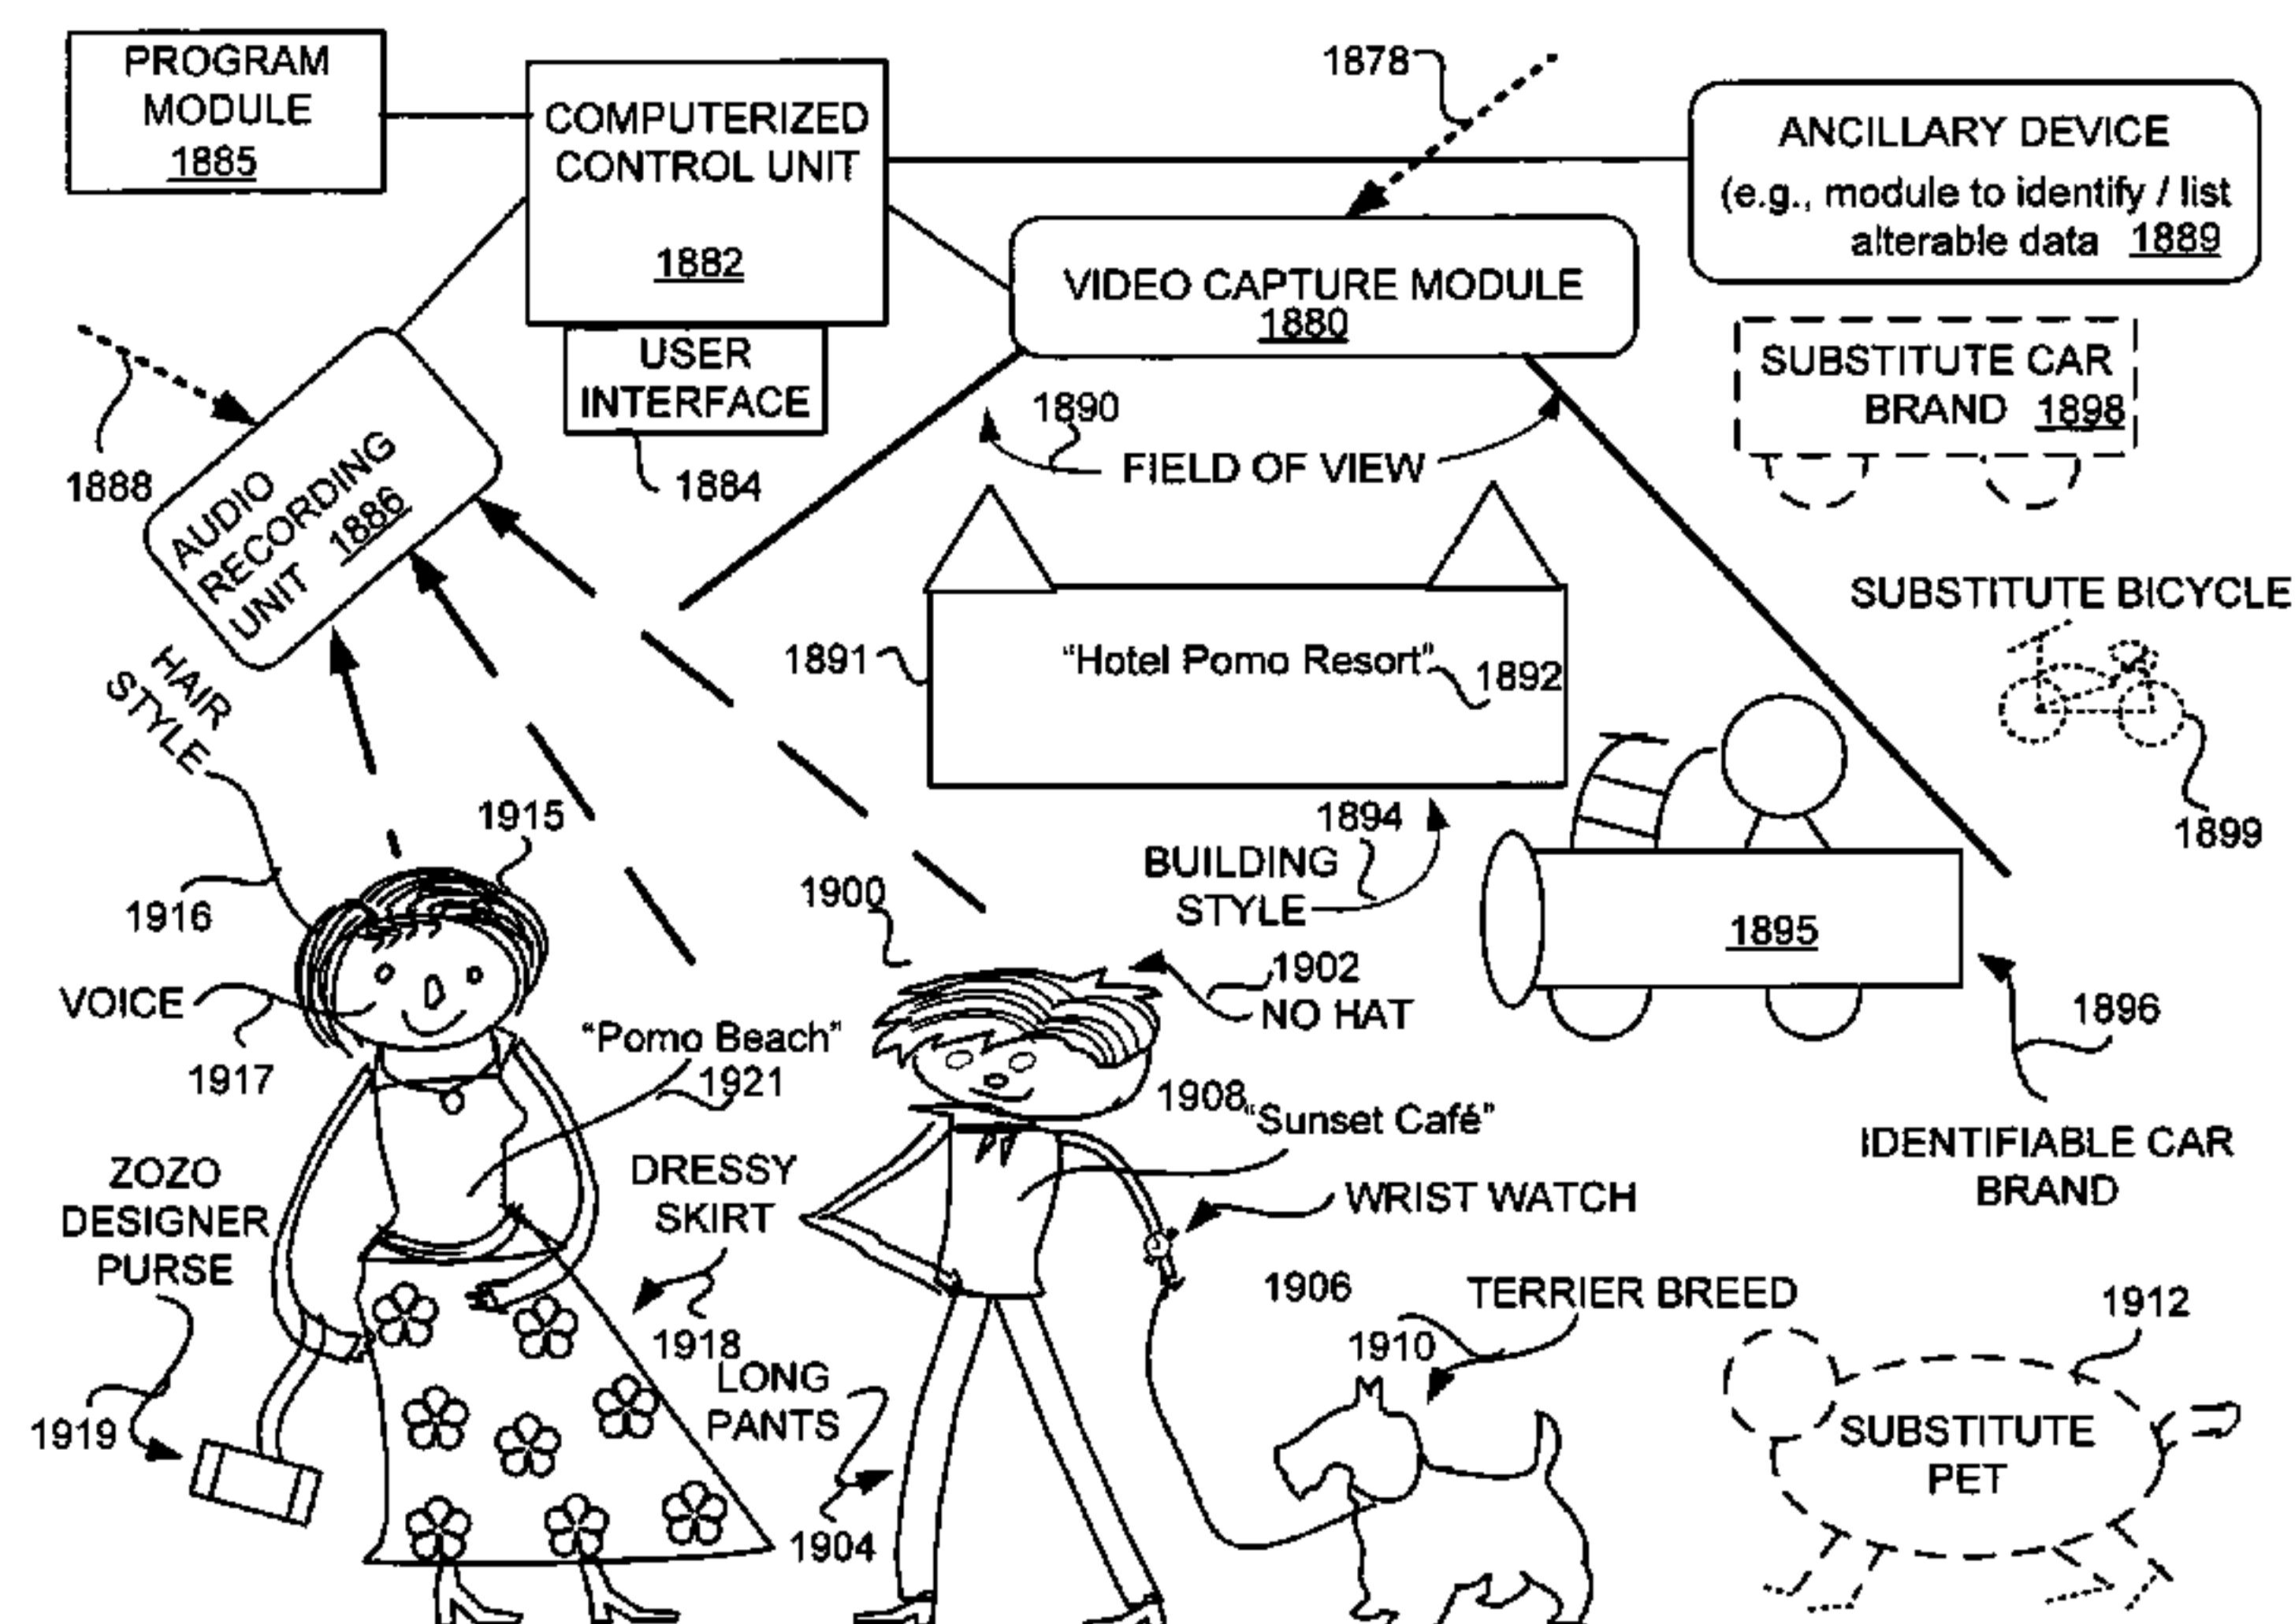 PROGRAM
MODULE
1885
COMPUTERIZED
CONTROL UNIT
1882
USER
INTERFACE
1884
1878
ANCILLARY DEVICE
(e.g., module to identify / list
alterable data 1889
VIDEO CAPTURE MODULE
1880
SUBSTITUTE CAR
BRAND 1898
1888
AUDIO
RECORDING
UNIT 1886
1890
FIELD OF VIEW
SUBSTITUTE BICYCLE
1899
1891
"Hotel Pomo Resort"
1892
HAIR
STYLE
1915
1916
1894
BUILDING
STYLE
1895
1900
1902
NO HAT
1896
IDENTIFIABLE CAR
BRAND
VOICE
1917
"Pomo Beach"
1921
1908
"Sunset Café"
ZOZO
DESIGNER
PURSE
1919
DRESSY
SKIRT
1918
WRIST WATCH
1906
TERRIER BREED
1910
1912
LONG
PANTS
1904
SUBSTITUTE
PET